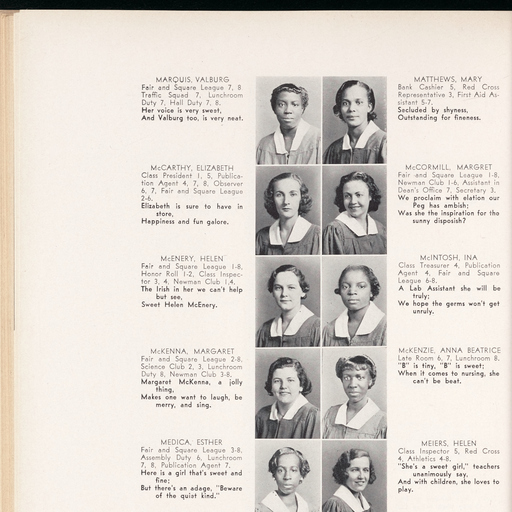 MARQUIS, VALBURG
Fair and Square League 7, 8
Traffic Squad 7, Lunchroom
Duty 7, Hall Duty 7, 8.
Her voice is very sweet,
And Valburg too, is very neat.
MATTHEWS, MARY
Bank Cashier 5, Red Cross
Representative 3, First Aid As-
sistant 5-7.
Secluded by shyness,
Outstanding for fineness.
McCARTHY, ELIZABETH
Class President 1, 5, Publica-
tion Agent 4, 7, 8, Observer
6, 7, Fair and Square League
2-6.
Elizabeth is sure to have in
store,
Happiness and fun galore.
McCORMILL, MARGRET
Fair and Square League 1-8,
Newman Club 1-6, Assistant in
Dean's Office 7, Secretary 3.
We proclaim with elation our
Peg has ambish;
Was she the inspiration for the
sunny disposish?
McENERY, HELEN
Fair and Square League 1-8,
Honor Roll 1-2, Class Inspec-
tor 3, 4, Newman Club 1,4.
The Irish in her we can't help
but see,
Sweet Helen McEnery.
McINTOSH, INA
Class Treasurer 4, Publication
Agent 4, Fair and Square
League 6-8.
A Lab Assistant she will be
truly;
We hope the germs won't get
unruly.
McKENNA, MARGARET
Fair and Square League 2-8,
Science Club 2, 3, Lunchroom
Duty 8, Newman Club 3-8,
Margaret McKenna, a jolly
thing,
Makes one want to laugh, be
merry, and sing.
McKENZIE, ANNA BEATRICE
Late Room 6, 7, Lunchroom 8,
"B" is tiny, "B" is sweet;
When it comes to nursing, she
can't be beat.
MEDICA, ESTHER
Fair and Square League 3-8,
Assembly Duty 6, Lunchroom
7, 8, Publication Agent 7.
Here is a girl that's sweet and
fine;
But there's an adage, "Beware
of the quiet kind."
MEIERS, HELEN
Class Inspector 5, Red Cross
4, Athletics 4-8.
"She's a sweet girl," teachers
unanimously say,
And with children, she loves to
play.